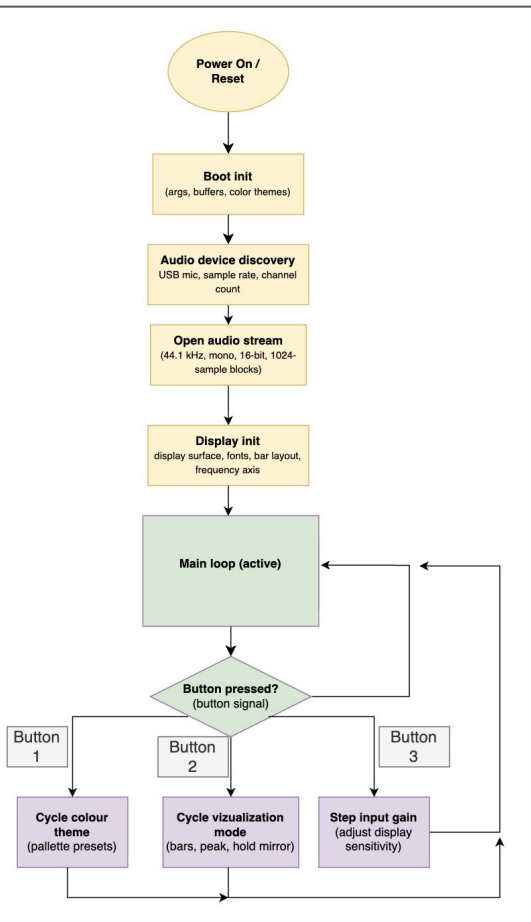 Power On /
Reset
Boot init
(args, buffers, color themes)
Audio device discovery
USB mic, sample rate, channel
count
Open audio stream
(44.1 kHz, mono, 16-bit, 1024-
sample blocks)
Display init
display surface, fonts, bar layout,
frequency axis
Main loop (active)
Button pressed?
(button signal)
Button
1
Button
2
Button
3
Cycle colour
theme
(pallette presets)
Cycle vizualization
mode
(bars, peak, hold mirror)
Step input gain
(adjust display
sensitivity)